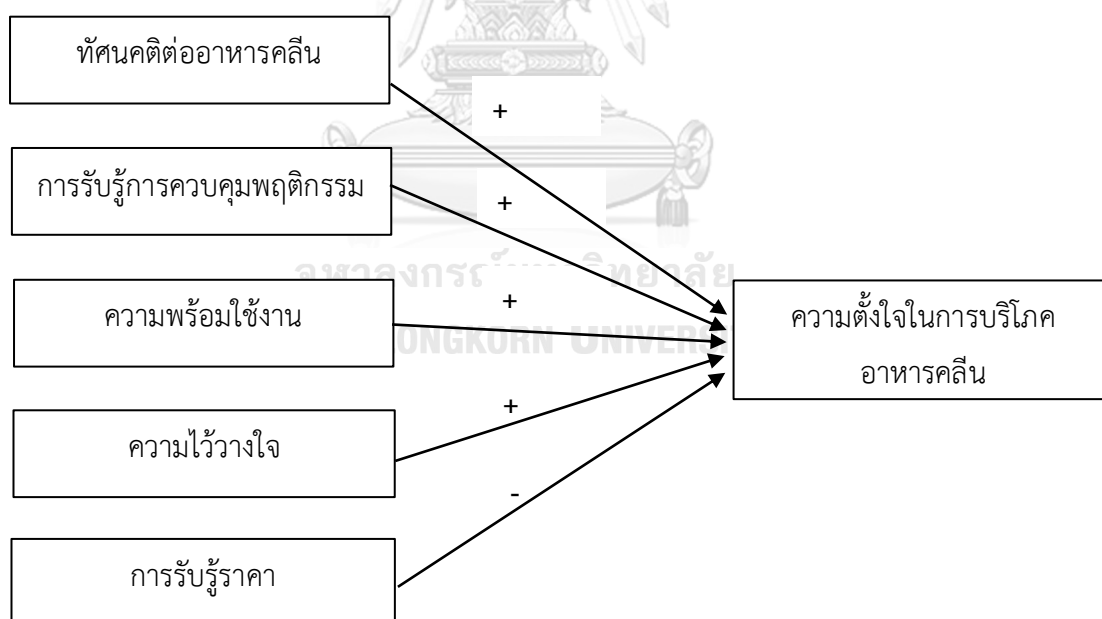 ทัศนคติต่ออาหารคลีน
+
การรับรู้การควบคุมพฤติกรรม
+
ความพร้อมใช้งาน
+
ความตั้งใจในการบริโภค
อาหารคลีน
ความไว้วางใจ
+
การรับรู้ราคา
-